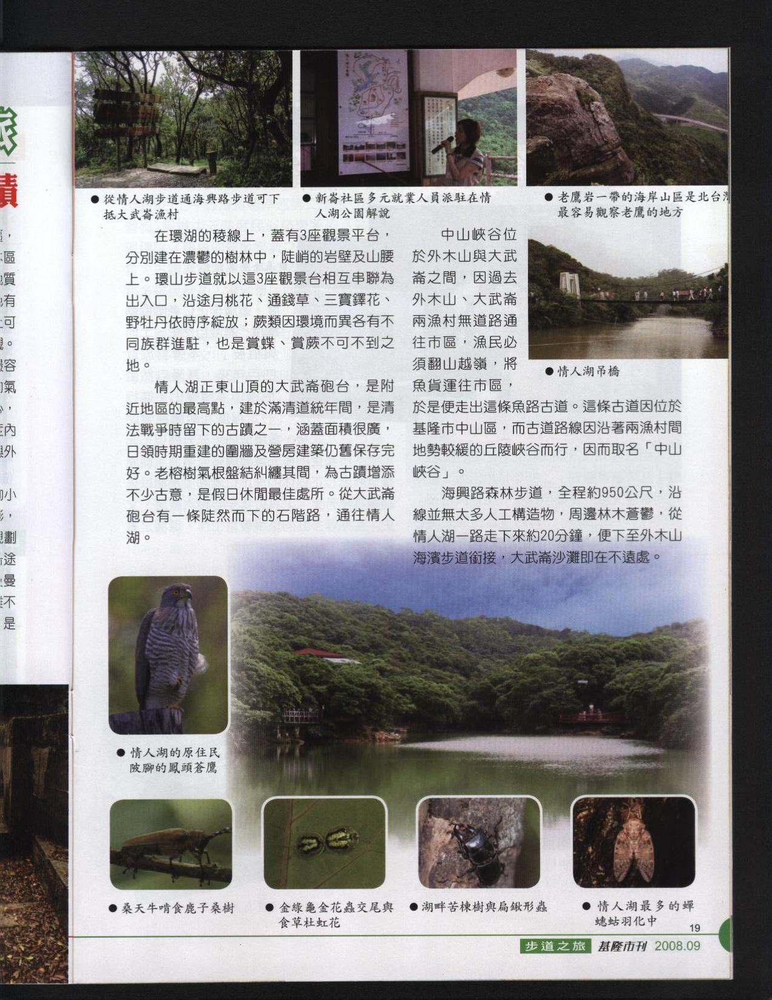 ● 從情人湖步道通海興路步道可下
抵大武崙漁村
● 新崙社區多元就業人員派駐在情
人湖公園解說
● 老鷹岩一帶的海岸山區是北台灣
最容易觀察老鷹的地方
在環湖的稜線上，蓋有3座觀景平台，
分別建在濃鬱的樹林中，陡峭的岩壁及山腰
上。環山步道就以這3座觀景台相互串聯為
出入口，沿途月桃花、通錢草、三寶鐸花、
野牡丹依時序綻放；蕨類因環境而異各有不
同族群進駐，也是賞蝶、賞蕨不可不到之
地。
情人湖正東山頂的大武崙砲台，是附
近地區的最高點，建於滿清道統年間，是清
法戰爭時留下的古蹟之一，涵蓋面積很廣，
日領時期重建的圍牆及營房建築仍舊保存完
好。老榕樹氣根盤結糾纏其間，為古蹟增添
不少古意，是假日休閒最佳處所。從大武崙
砲台有一條陡然而下的石階路，通往情人
湖。
中山峽谷位
於外木山與大武
崙之間，因過去
外木山、大武崙
兩漁村無道路通
往市區，漁民必
須翻山越嶺，將
魚貨運往市區，
於是便走出這條魚路古道。這條古道因位於
基隆市中山區，而古道路線因沿著兩漁村間
地勢較緩的丘陵峽谷而行，因而取名「中山
峽谷」。
海興路森林步道，全程約950公尺，沿
線並無太多人工構造物，周邊林木蒼鬱，從
情人湖一路走下來約20分鐘，便下至外木山
海濱步道銜接，大武崙沙灘即在不遠處。
● 情人湖吊橋
● 情人湖的原住民
陂腳的鳳頭蒼鷹
● 桑天牛啃食鹿子桑樹
● 金綠龜金花蟲交尾與
食草杜虹花
● 湖畔苦楝樹與扁鍬形蟲
● 情人湖最多的蟬
蟪蛄羽化中
19
步道之旅 基隆市刊 2008.09